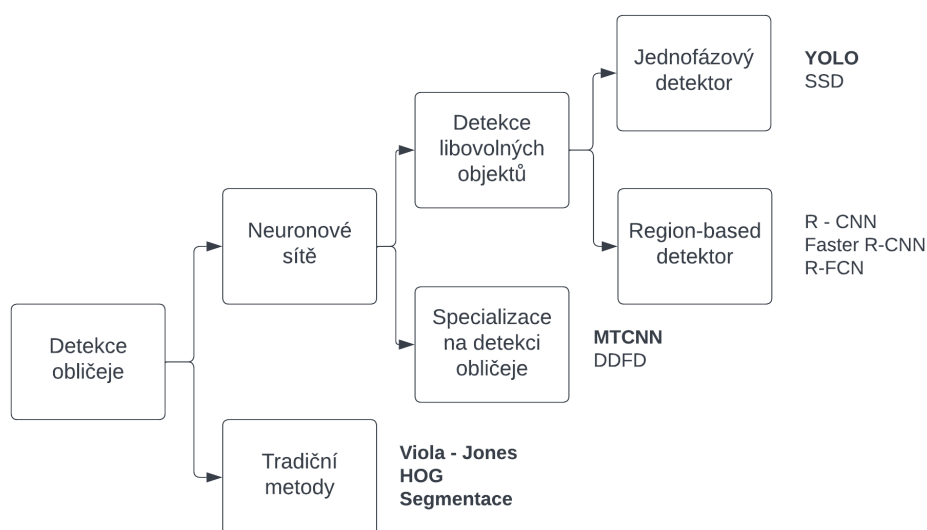 Jednofázový
detektor
YOLO
SSD
Detekce
libovolných
objektů
Neuronové
sítě
Region-based
detektor
R - CNN
Faster R-CNN
R-FCN
Specializace
na detekci
obličeje
MTCNN
DDFD
Detekce
obličeje
Tradiční
metody
Viola - Jones
HOG
Segmentace